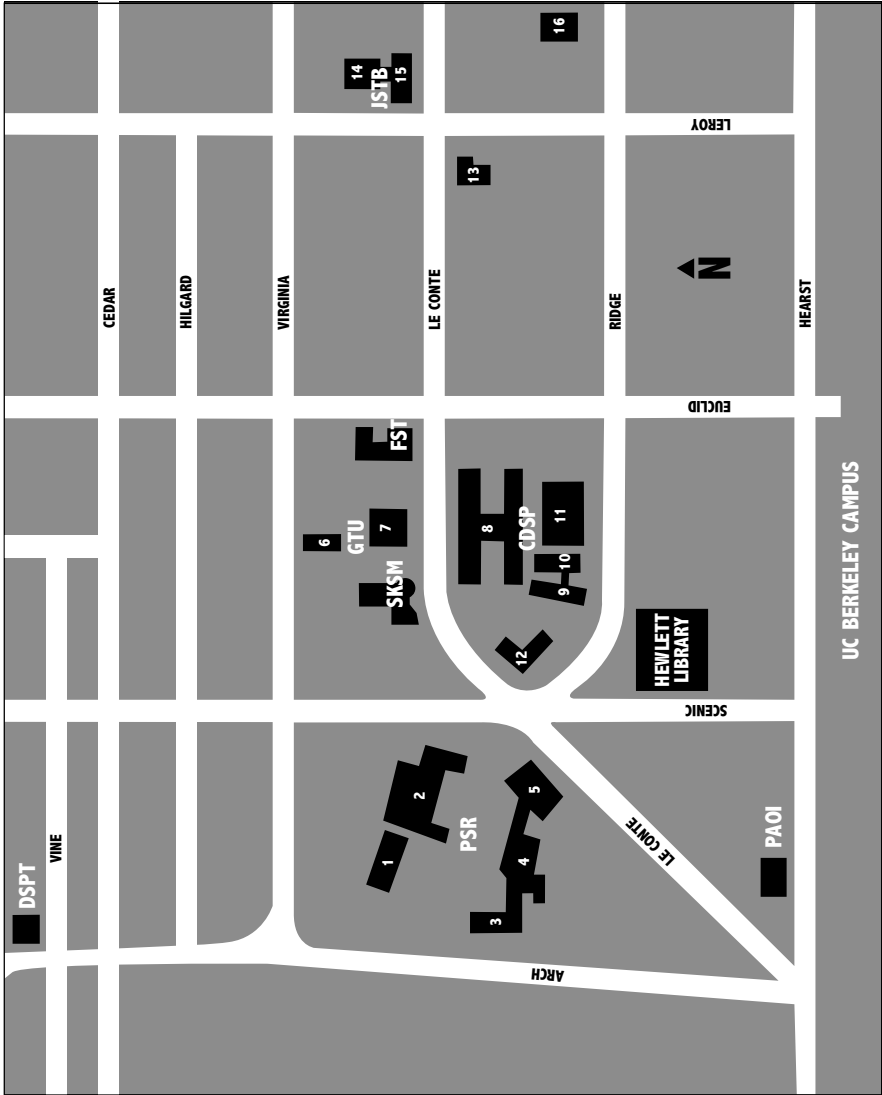 DSPT
VINE
CEDAR
HILGARD
VIRGINIA
LE CONTE
RIDGE
HEARST
14
15
JSTB
16
LEROY
13
N
EUCLID
FST
6
GTU
7
SKSM
8
CDSP
11
10
9
12
HEWLETT
LIBRARY
SCENIC
UC BERKELEY CAMPUS
1
2
PSR
3
4
5
LE CONTE
PAOI
ARCH